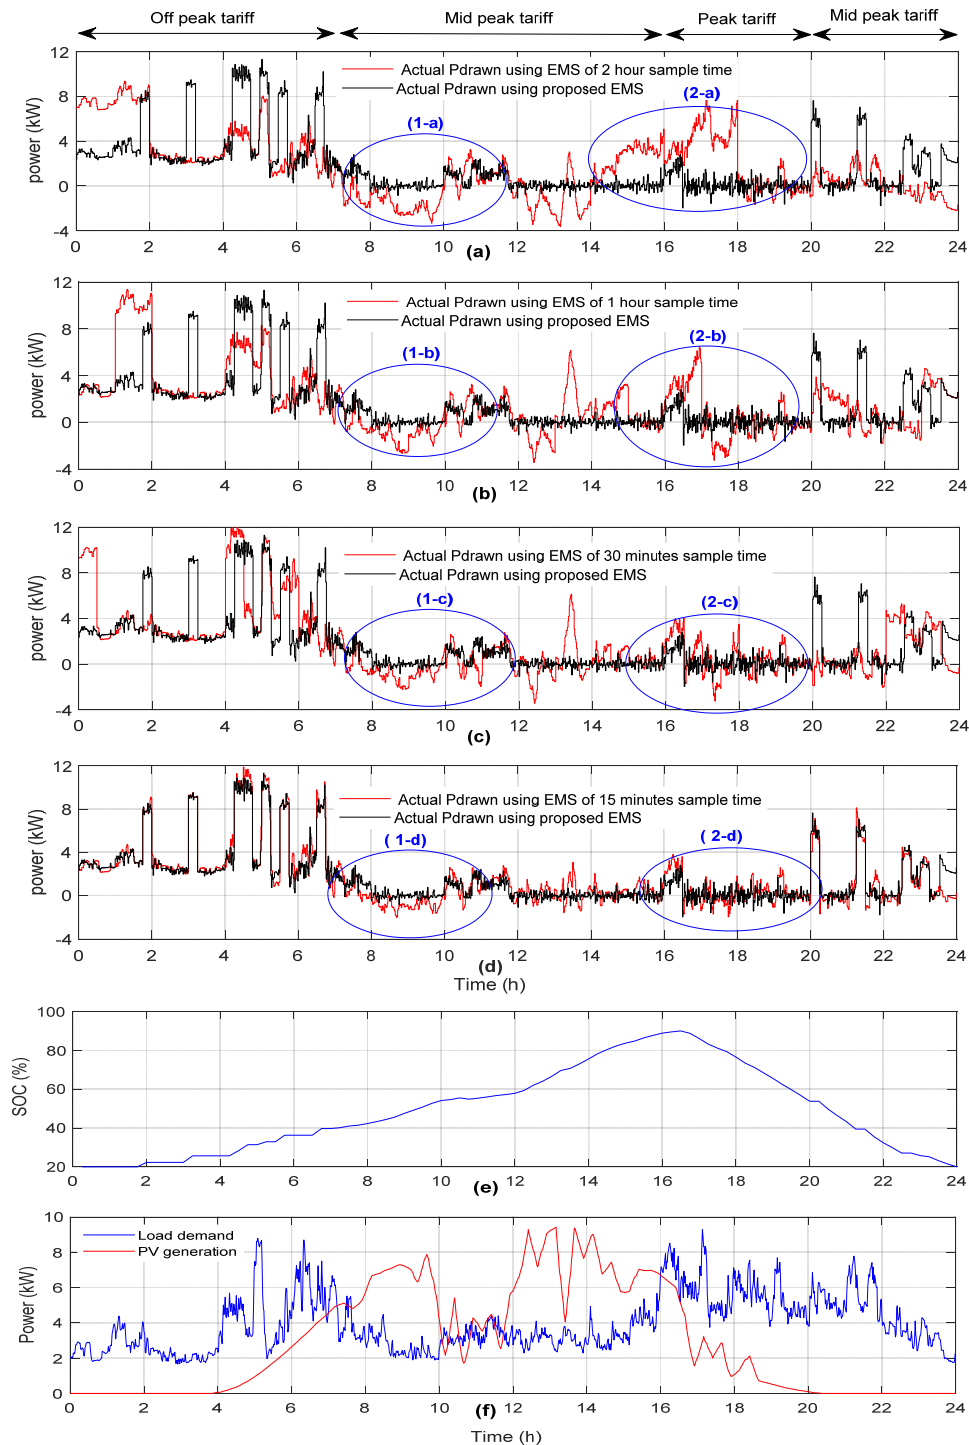 Off peak tariff Mid peak tariff Peak tariff Mid peak tariff
12
8
4
0
-4
power (kW)
Actual Pdrawn using EMS of 2 hour sample time
Actual Pdrawn using proposed EMS
(1-a)
(2-a)
0 2 4 6 8 10 12 14 16 18 20 22 24
(a)
12
8
4
0
-4
power (kW)
Actual Pdrawn using EMS of 1 hour sample time
Actual Pdrawn using proposed EMS
(1-b)
(2-b)
0 2 4 6 8 10 12 14 16 18 20 22 24
(b)
12
8
4
0
-4
power (kW)
Actual Pdrawn using EMS of 30 minutes sample time
Actual Pdrawn using proposed EMS
(1-c)
(2-c)
0 2 4 6 8 10 12 14 16 18 20 22 24
(c)
12
8
4
0
-4
power (kW)
Actual Pdrawn using EMS of 15 minutes sample time
Actual Pdrawn using proposed EMS
( 1-d)
( 2-d)
0 2 4 6 8 10 12 14 16 18 20 22 24
(d)
Time (h)
100
80
60
40
20
SOC (%)
0 2 4 6 8 10 12 14 16 18 20 22 24
(e)
10
8
6
4
2
0
Power (kW)
Load demand
PV generation
0 2 4 6 8 10 12 14 16 18 20 22 24
(f)
Time (h)